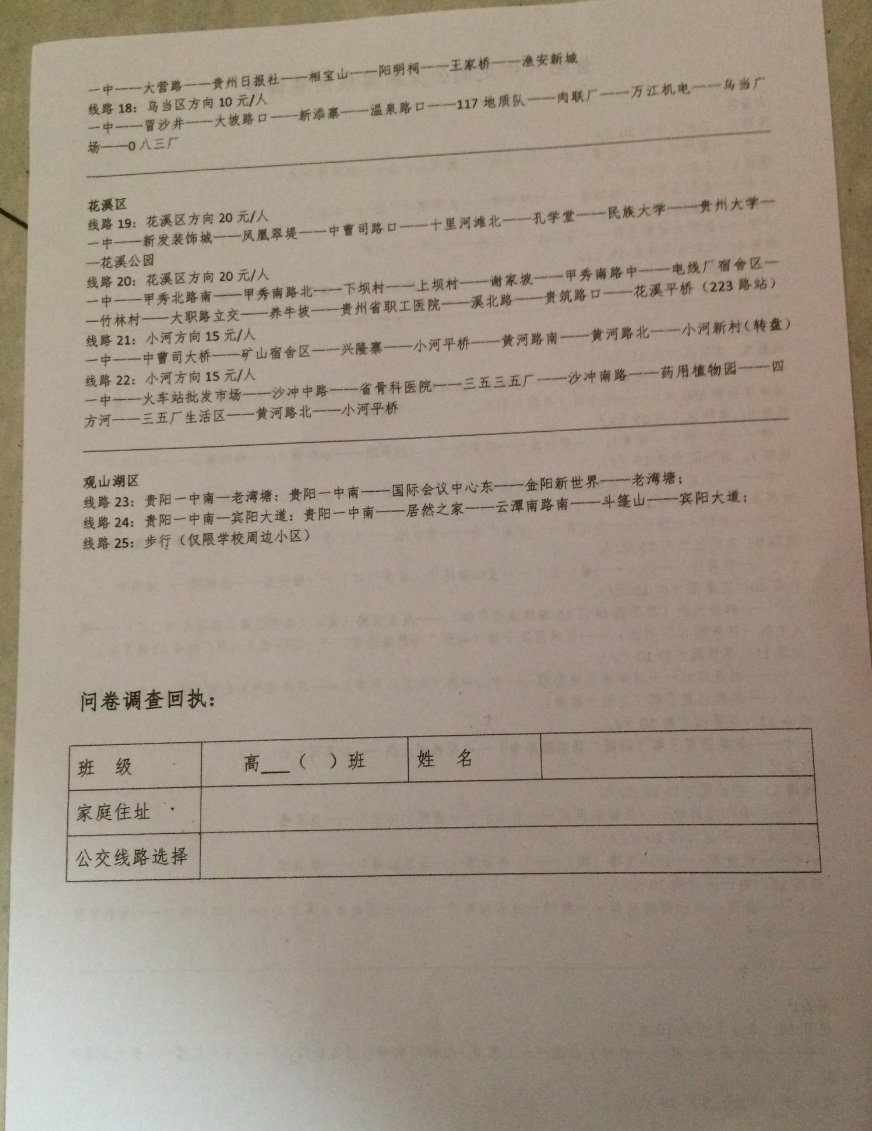 一中——大营路——贵州日报社——相宝山——阳明祠——王家桥——渔安新城
线路 18：乌当区方向 10 元/人
一中——冒沙井——大坡路口——新添寨——温泉路口——117 地质队——肉联厂——万江机电——乌当广
场——0 八三厂
花溪区
线路 19：花溪区方向 20 元/人
一中——新发装饰城——凤凰翠堤——中曹司路口——十里河滩北——孔学堂——民族大学——贵州大学—
—花溪公园
线路 20：花溪区方向 20 元/人
一中——甲秀北路南——甲秀南路北——下坝村——上坝村——谢家坡——甲秀南路中——电线厂宿舍区—
—竹林村——大职路立交——养牛坡——贵州省职工医院——溪北路——贵筑路口——花溪平桥（223 路站）
线路 21：小河方向 15 元/人
一中——中曹司大桥——矿山宿舍区——兴隆寨——小河平桥——黄河路南——黄河路北——小河新村（转盘）
线路 22：小河方向 15 元/人
一中——火车站批发市场——沙冲中路——省骨科医院——三五三五厂——沙冲南路——药用植物园——四
方河——三五厂生活区——黄河路北——小河平桥
观山湖区
线路 23：贵阳一中南—老湾塘：贵阳一中南——国际会议中心东——金阳新世界——老湾塘；
线路 24：贵阳一中南—宾阳大道：贵阳一中南——居然之家——云潭南路南——斗篷山——宾阳大道；
线路 25：步行（仅限学校周边小区）
问卷调查回执：
班 级 高___（ ）班 姓 名
家庭住址
公交线路选择